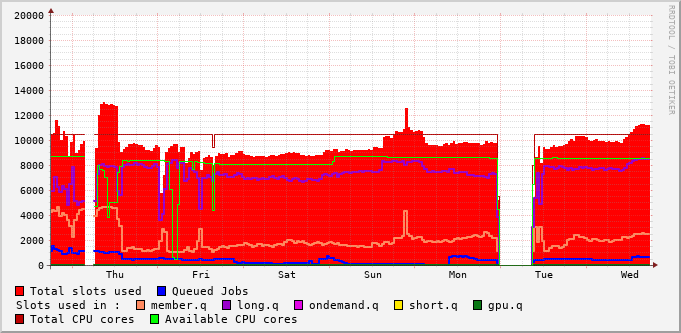 20000
18000
16000
14000
12000
10000
8000
6000
4000
2000
0
Thu Fri Sat Sun Mon Tue Wed
Total slots used Queued Jobs
Slots used in : member.q long.q ondemand.q short.q gpu.q
Total CPU cores Available CPU cores
RRDTOOL / TOBI OETIKER